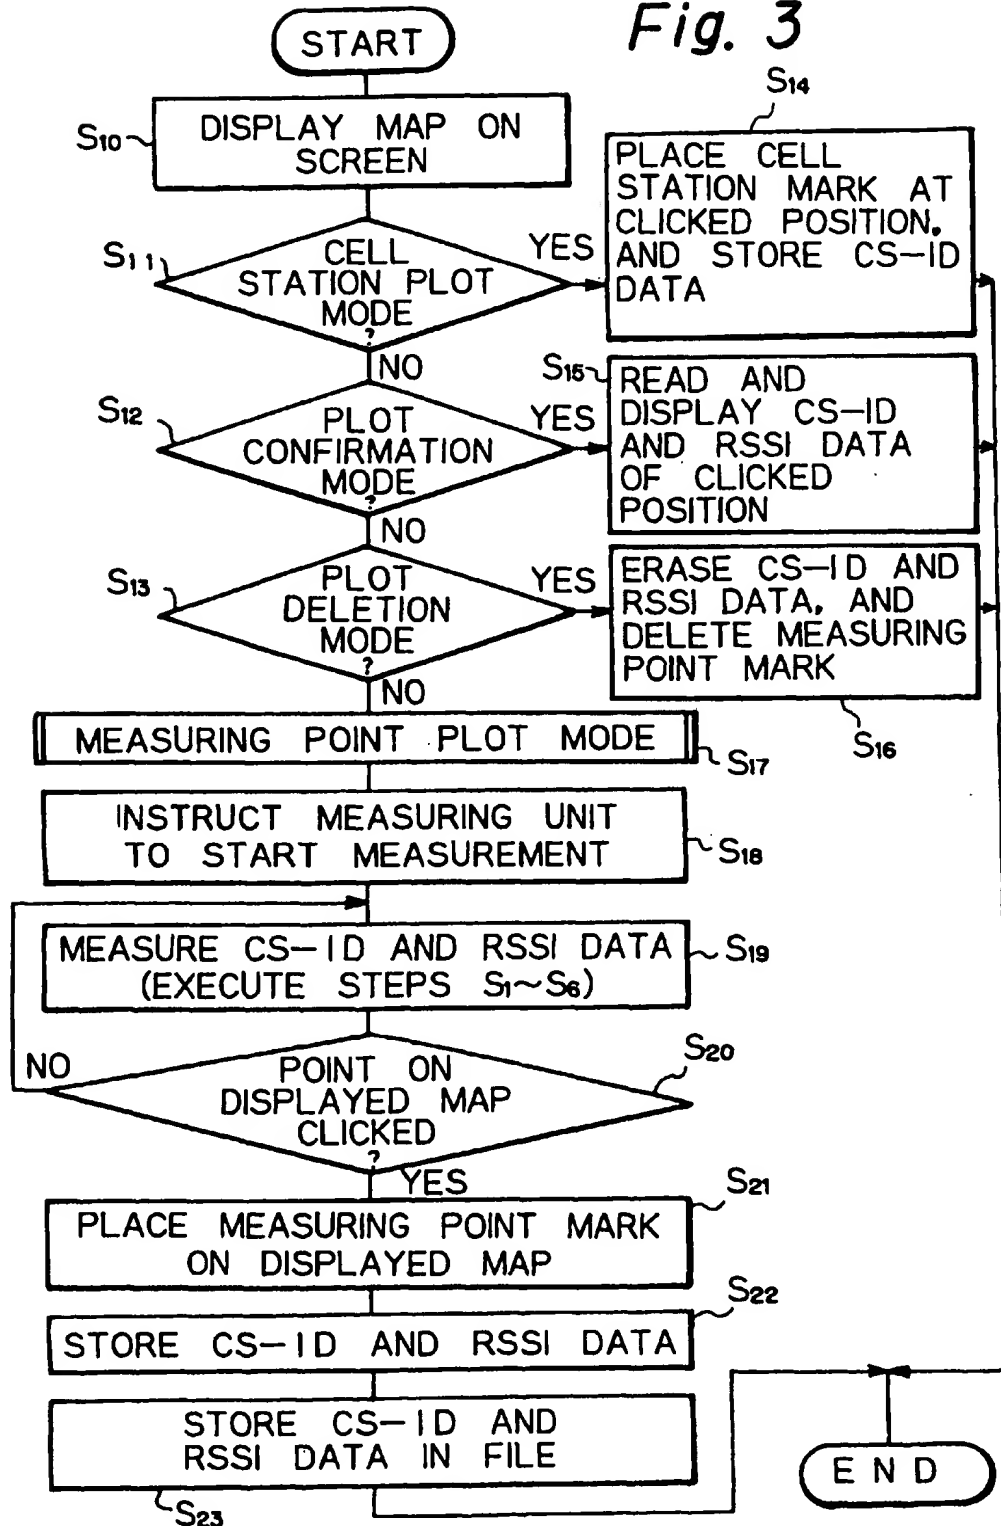 Fig. 3
START
S10
DISPLAY MAP ON
SCREEN
S14
PLACE CELL
STATION MARK AT
CLICKED POSITION.
AND STORE CS-ID
DATA
S11
CELL
STATION PLOT
MODE
?
YES
NO
S15
READ AND
DISPLAY CS-ID
AND RSSI DATA
OF CLICKED
POSITION
S12
PLOT
CONFIRMATION
MODE
?
YES
NO
S13
PLOT
DELETION
MODE
?
YES
NO
ERASE CS-ID AND
RSSI DATA. AND
DELETE MEASURING
POINT MARK
S16
MEASURING POINT PLOT MODE
S17
INSTRUCT MEASURING UNIT
TO START MEASUREMENT
S18
MEASURE CS-ID AND RSSI DATA
(EXECUTE STEPS S1~S6)
S19
NO
POINT ON
DISPLAYED MAP
CLICKED
?
S20
YES
S21
PLACE MEASURING POINT MARK
ON DISPLAYED MAP
S22
STORE CS-ID AND RSSI DATA
STORE CS-ID AND
RSSI DATA IN FILE
S23
END